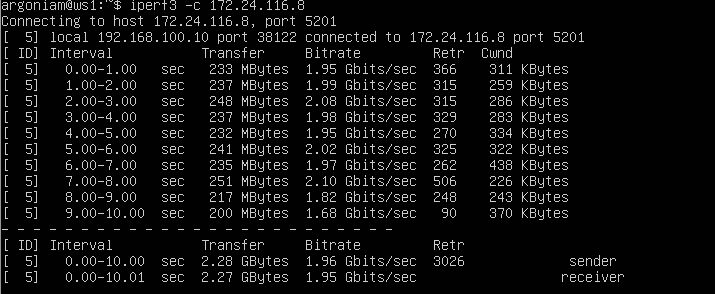 argoniam@ws1:~$ iperf3 -c 172.24.116.8
Connecting to host 172.24.116.8, port 5201
[  5] local 192.168.100.10 port 38122 connected to 172.24.116.8 port 5201
[ ID] Interval           Transfer     Bitrate         Retr  Cwnd
[  5]   0.00-1.00   sec   233 MBytes  1.95 Gbits/sec  366    311 KBytes
[  5]   1.00-2.00   sec   237 MBytes  1.99 Gbits/sec  315    259 KBytes
[  5]   2.00-3.00   sec   248 MBytes  2.08 Gbits/sec  315    286 KBytes
[  5]   3.00-4.00   sec   237 MBytes  1.98 Gbits/sec  329    283 KBytes
[  5]   4.00-5.00   sec   232 MBytes  1.95 Gbits/sec  270    334 KBytes
[  5]   5.00-6.00   sec   241 MBytes  2.02 Gbits/sec  325    322 KBytes
[  5]   6.00-7.00   sec   235 MBytes  1.97 Gbits/sec  262    438 KBytes
[  5]   7.00-8.00   sec   251 MBytes  2.10 Gbits/sec  506    226 KBytes
[  5]   8.00-9.00   sec   217 MBytes  1.82 Gbits/sec  248    243 KBytes
[  5]   9.00-10.00  sec   200 MBytes  1.68 Gbits/sec   90    370 KBytes
- - - - - - - - - - - - - - - - - - - - - - - - -
[ ID] Interval           Transfer     Bitrate         Retr
[  5]   0.00-10.00  sec  2.28 GBytes  1.96 Gbits/sec  3026             sender
[  5]   0.00-10.01  sec  2.27 GBytes  1.95 Gbits/sec                  receiver